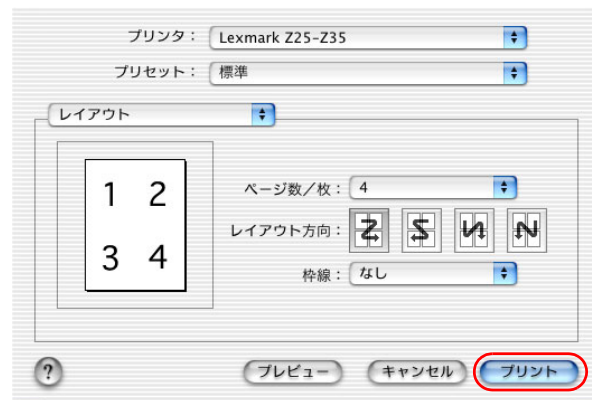 プリンタ： Lexmark Z25-Z35
プリセット： 標準
レイアウト
1 2
3 4
ページ数／枚： 4
レイアウト方向：
枠線： なし
? プレビュー キャンセル プリント